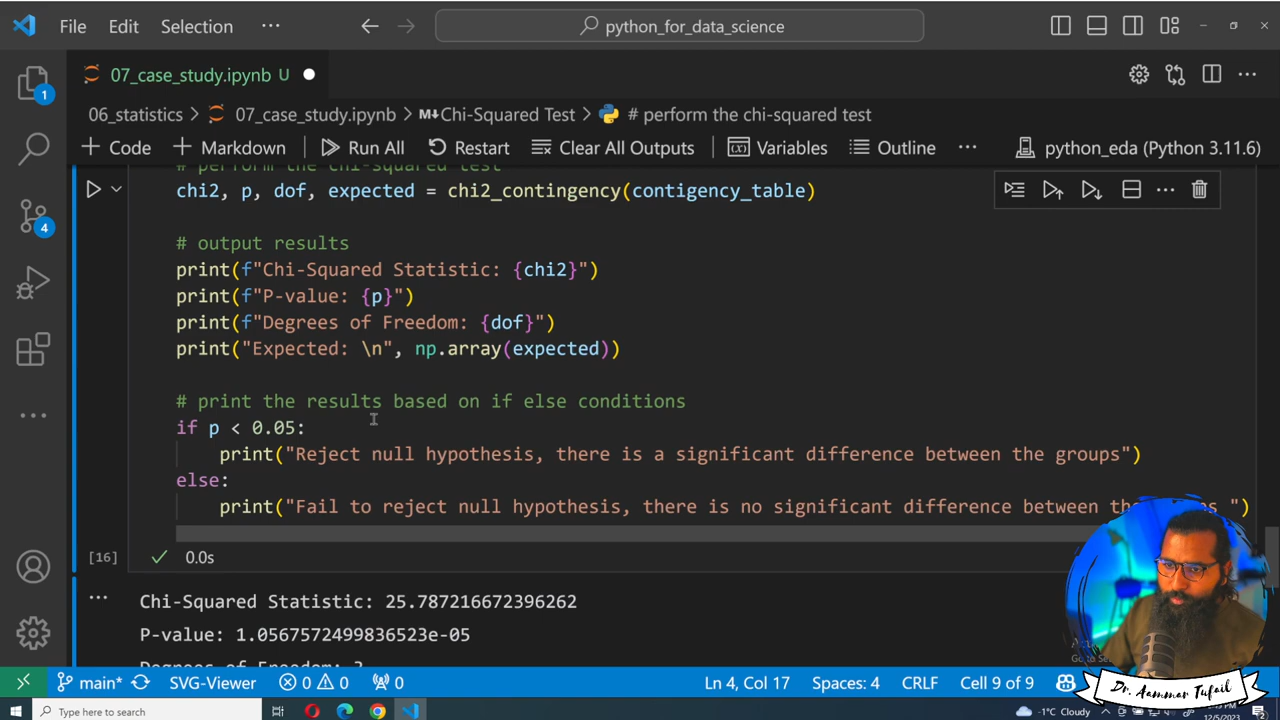 File Edit Selection ··· python_for_data_science
07_case_study.ipynb U
06_statistics > 07_case_study.ipynb > M↓Chi-Squared Test > # perform the chi-squared test
Code Markdown Run All Restart Clear All Outputs Variables Outline ··· python_eda (Python 3.11.6)
# perform the chi-squared test
chi2, p, dof, expected = chi2_contingency(contigency_table)
# output results
print(f"Chi-Squared Statistic: {chi2}")
print(f"P-value: {p}")
print(f"Degrees of Freedom: {dof}")
print("Expected: \n", np.array(expected))
# print the results based on if else conditions
if p < 0.05:
print("Reject null hypothesis, there is a significant difference between the groups")
else:
print("Fail to reject null hypothesis, there is no significant difference between the ")
[16] 0.0s
Chi-Squared Statistic: 25.787216672396262
P-value: 1.0567572499836523e-05
Degrees of Freedom: 3
1
4
main* SVG-Viewer 0 0 0 Ln 4, Col 17 Spaces: 4 CRLF Cell 9 of 9
Dr. Aammar Tufail
Type here to search -1°C Cloudy 12/5/2023